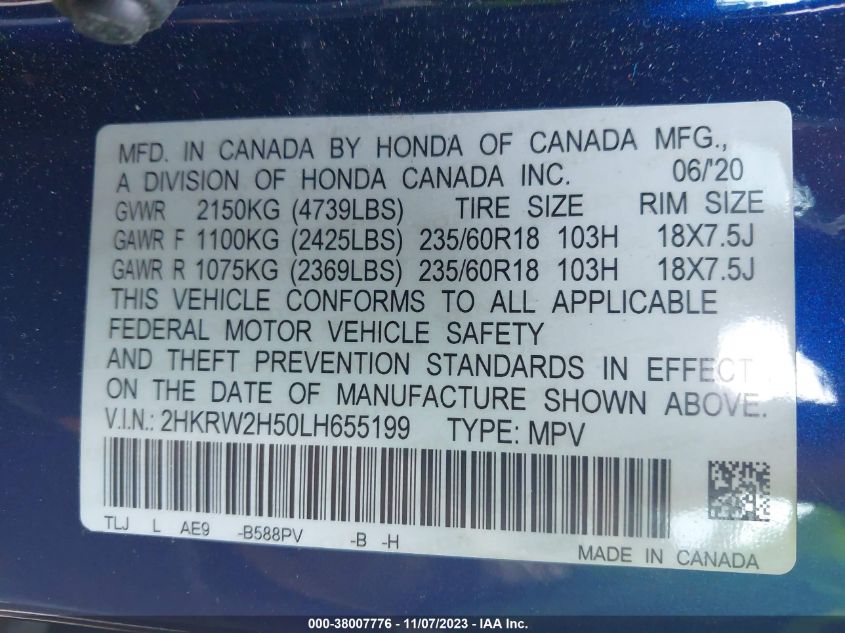 MFD. IN CANADA BY HONDA OF CANADA MFG.,
A DIVISION OF HONDA CANADA INC. 06/'20
GVWR 2150KG (4739LBS) TIRE SIZE RIM SIZE
GAWR F 1100KG (2425LBS) 235/60R18 103H 18X7.5J
GAWR R 1075KG (2369LBS) 235/60R18 103H 18X7.5J
THIS VEHICLE CONFORMS TO ALL APPLICABLE
FEDERAL MOTOR VEHICLE SAFETY
AND THEFT PREVENTION STANDARDS IN EFFECT
ON THE DATE OF MANUFACTURE SHOWN ABOVE.
V.I.N.: 2HKRW2H50LH655199 TYPE: MPV
TLJ L AE9 -B588PV -B -H
MADE IN CANADA
000-38007776 - 11/07/2023 - IAA Inc.